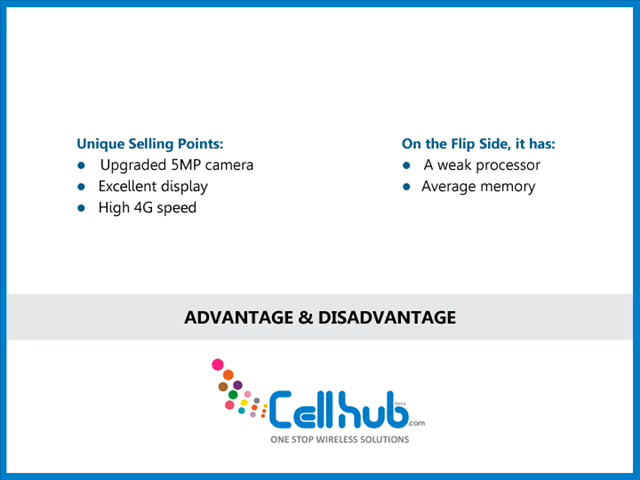 Unique Selling Points:
Upgraded 5MP camera
Excellent display
High 4G speed
On the Flip Side, it has:
A weak processor
Average memory
ADVANTAGE & DISADVANTAGE
Cellhub.com
beta
ONE STOP WIRELESS SOLUTIONS